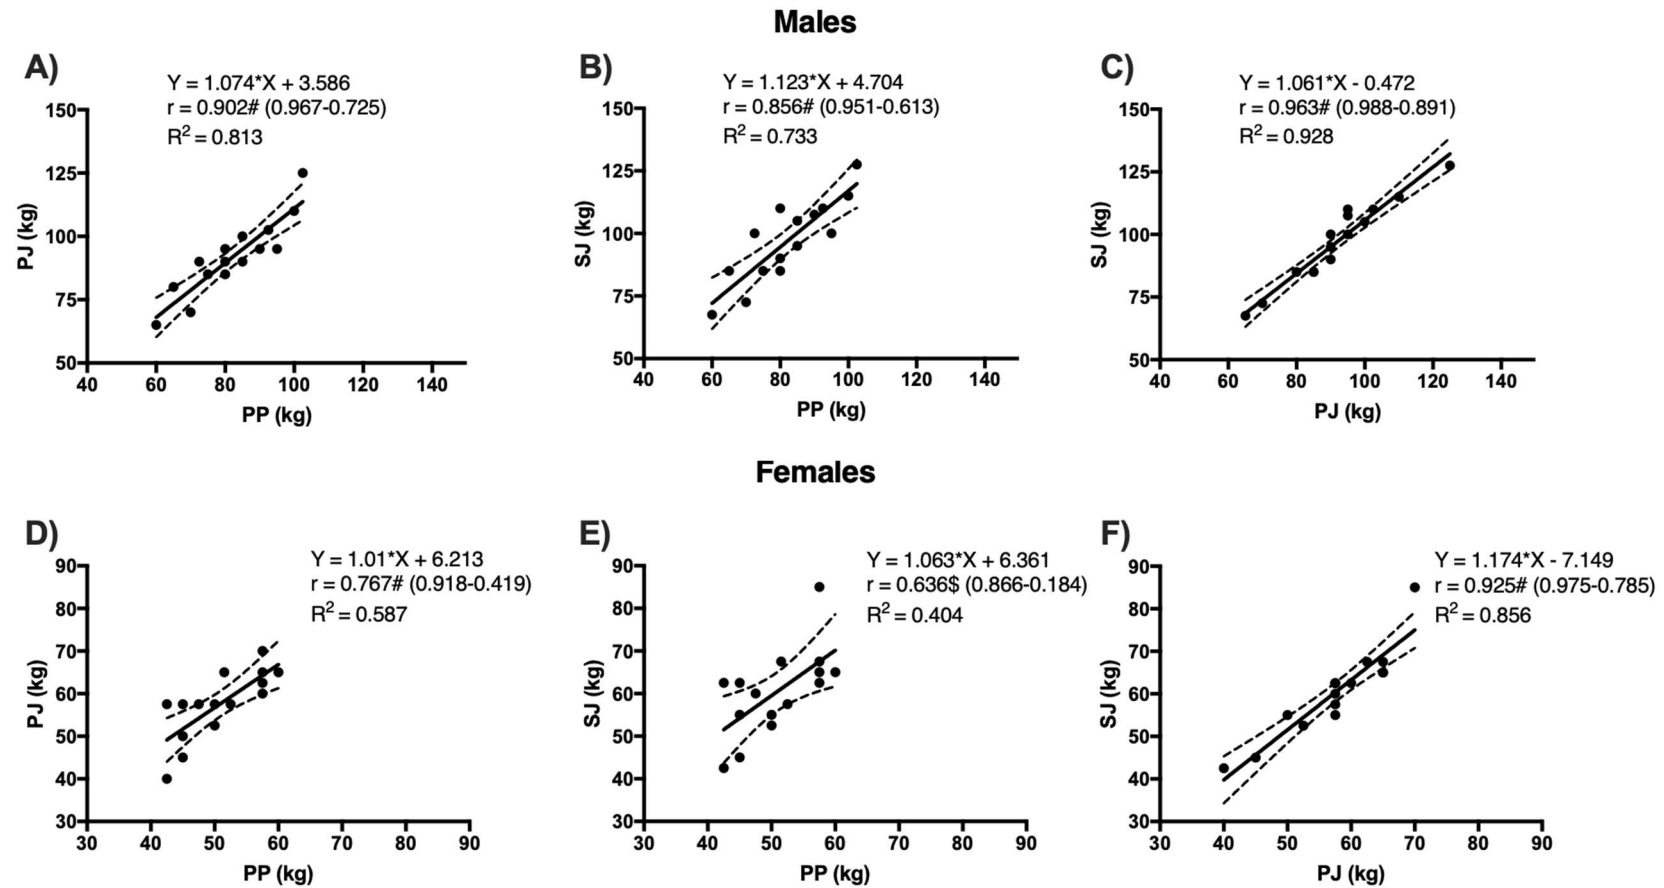 Males
A)
Y = 1.074*X + 3.586
r = 0.902# (0.967-0.725)
R² = 0.813
150
125
100
75
50
PJ (kg)
40 60 80 100 120 140
PP (kg)
B)
Y = 1.123*X + 4.704
r = 0.856# (0.951-0.613)
R² = 0.733
150
125
100
75
50
SJ (kg)
40 60 80 100 120 140
PP (kg)
C)
Y = 1.061*X - 0.472
r = 0.963# (0.988-0.891)
R² = 0.928
150
125
100
75
50
SJ (kg)
40 60 80 100 120 140
PJ (kg)
Females
D)
Y = 1.01*X + 6.213
r = 0.767# (0.918-0.419)
R² = 0.587
90
80
70
60
50
40
30
PJ (kg)
30 40 50 60 70 80 90
PP (kg)
E)
Y = 1.063*X + 6.361
r = 0.636$ (0.866-0.184)
R² = 0.404
90
80
70
60
50
40
30
SJ (kg)
30 40 50 60 70 80 90
PP (kg)
F)
Y = 1.174*X - 7.149
r = 0.925# (0.975-0.785)
R² = 0.856
90
80
70
60
50
40
30
SJ (kg)
30 40 50 60 70 80 90
PJ (kg)